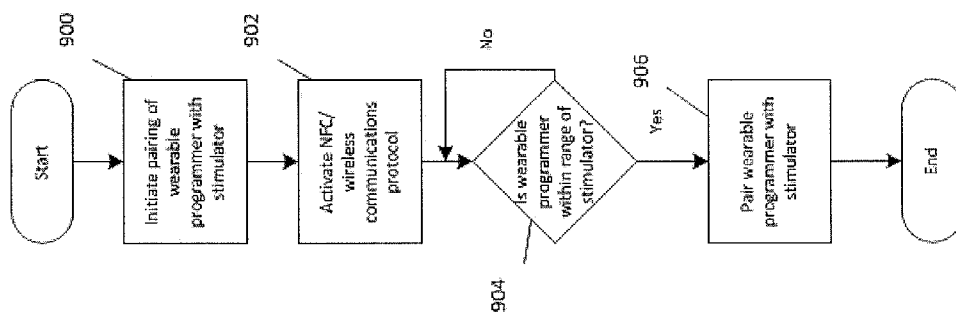 Start
900
Initiate pairing of
wearable
programmer with
stimulator
902
Activate NFC/
wireless
communications
protocol
No
904
Is wearable
programmer
within range of
stimulator?
Yes
906
Pair wearable
programmer with
stimulator
End